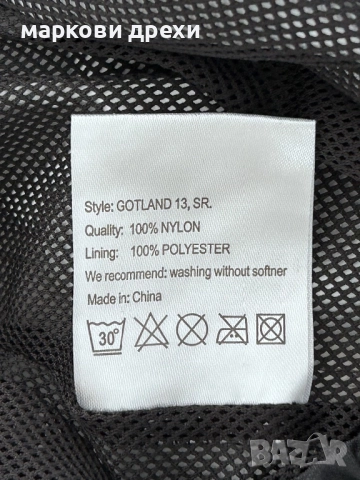 маркови дрехи
Style: GOTLAND 13, SR.
Quality: 100% NYLON
Lining: 100% POLYESTER
We recommend: washing without softner
Made in: China
30°
BAZAR